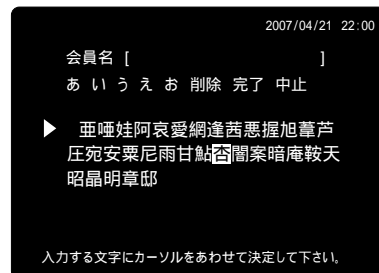 2007/04/21 22:00
会員名 [ ]
あ い う え お 削除 完了 中止
▶ 亜唖娃阿哀愛網逢茜悪握旭葦芦
圧宛安粟尼雨甘鮎杏闇案暗庵鞍天
昭晶明章邸
入力する文字にカーソルをあわせて決定して下さい。